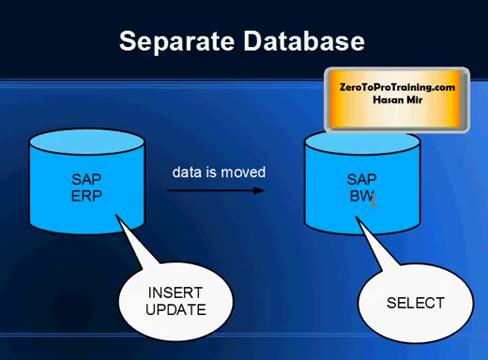 Separate Database
ZeroToProTraining.com
Hasan Mir
SAP
ERP
data is moved
SAP
BW
INSERT
UPDATE
SELECT